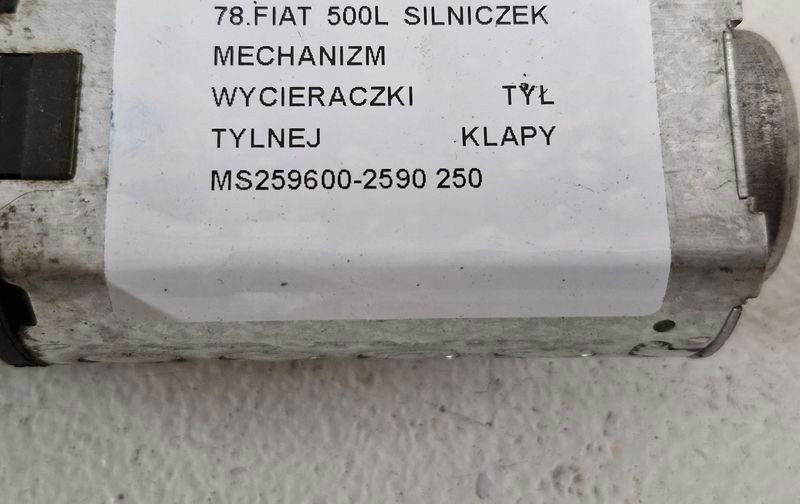 78.FIAT 500L SILNICZEK
MECHANIZM
WYCIERACZKI TYŁ
TYLNEJ KLAPY
MS259600-2590 250